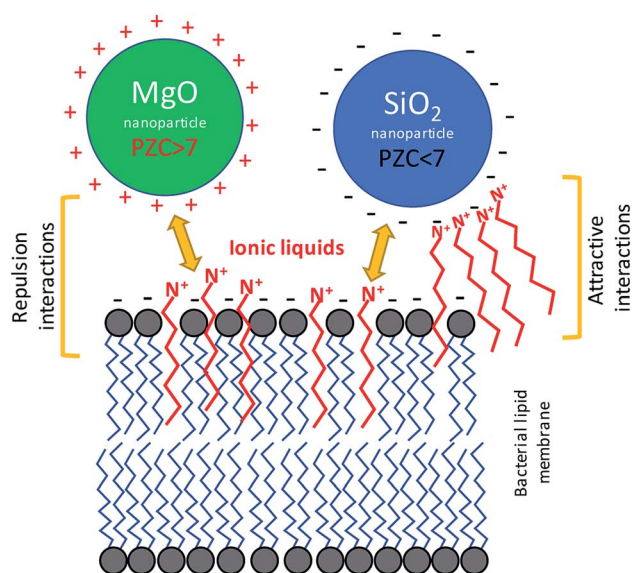 MgO
nanoparticle
PZC>7
SiO2
nanoparticle
PZC<7
Repulsion
interactions
Ionic liquids
Attractive
interactions
N+
N+
N+
N+
N+
N+
N+
N+
N+
Bacterial lipid
membrane